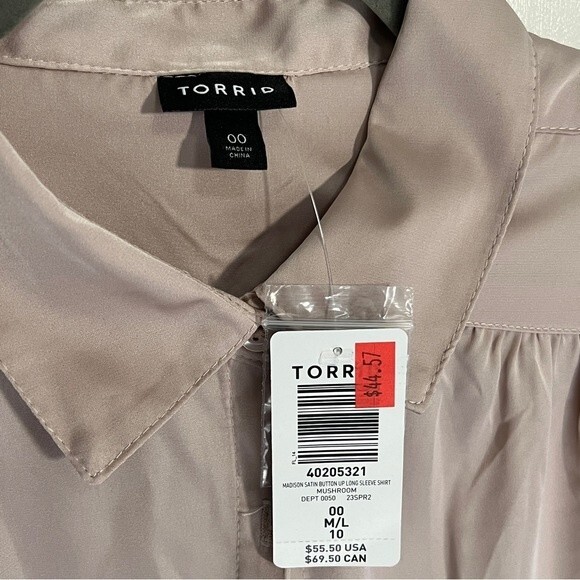 TORRID
00
MADE IN
CHINA
$44.57
TORRID
FL_14
40205321
MADISON SATIN BUTTON UP LONG SLEEVE SHIRT
MUSHROOM
DEPT 0050 23SPR2
00
M/L
10
$55.50 USA
$69.50 CAN